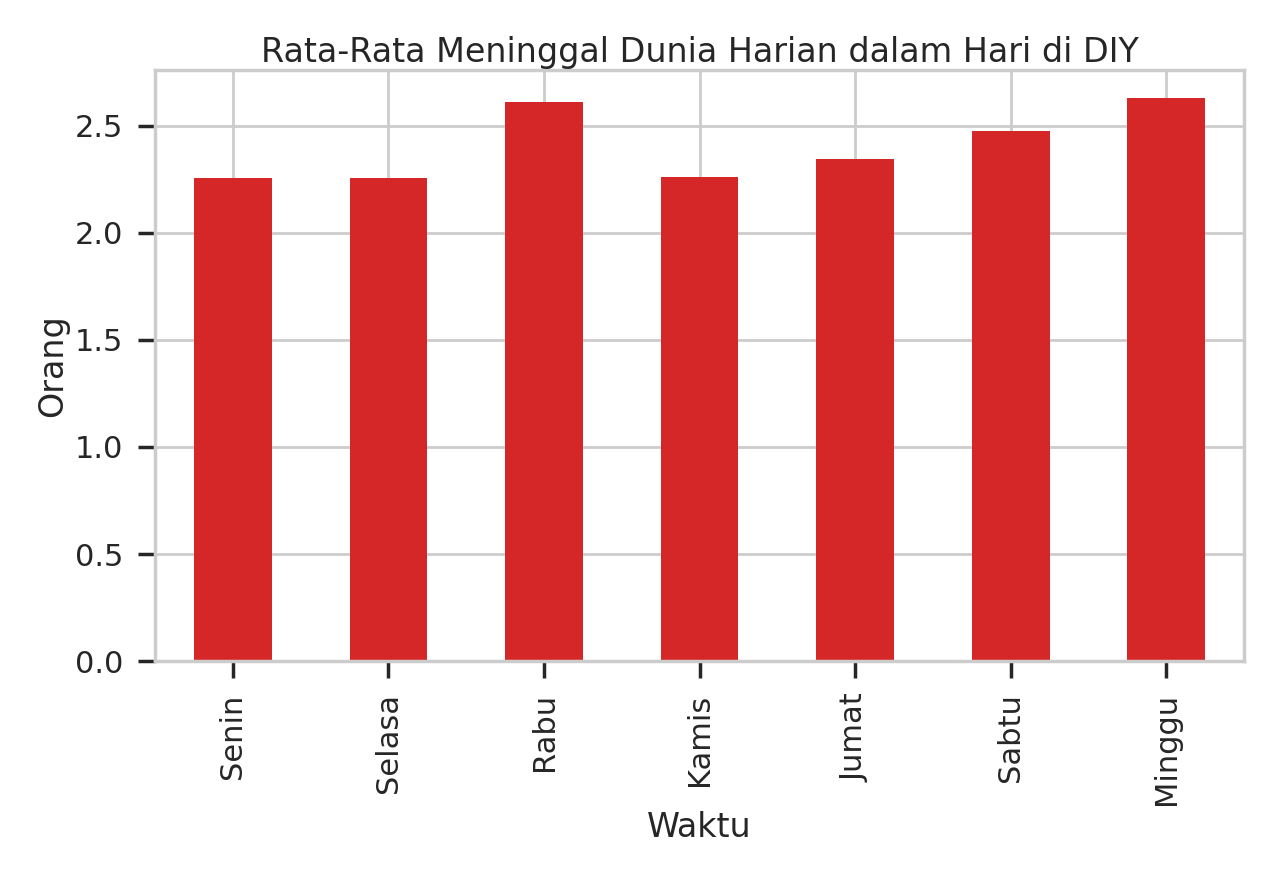 Rata-Rata Meninggal Dunia Harian dalam Hari di DIY
Orang
2.5
2.0
1.5
1.0
0.5
0.0
Senin
Selasa
Rabu
Kamis
Jumat
Sabtu
Minggu
Waktu